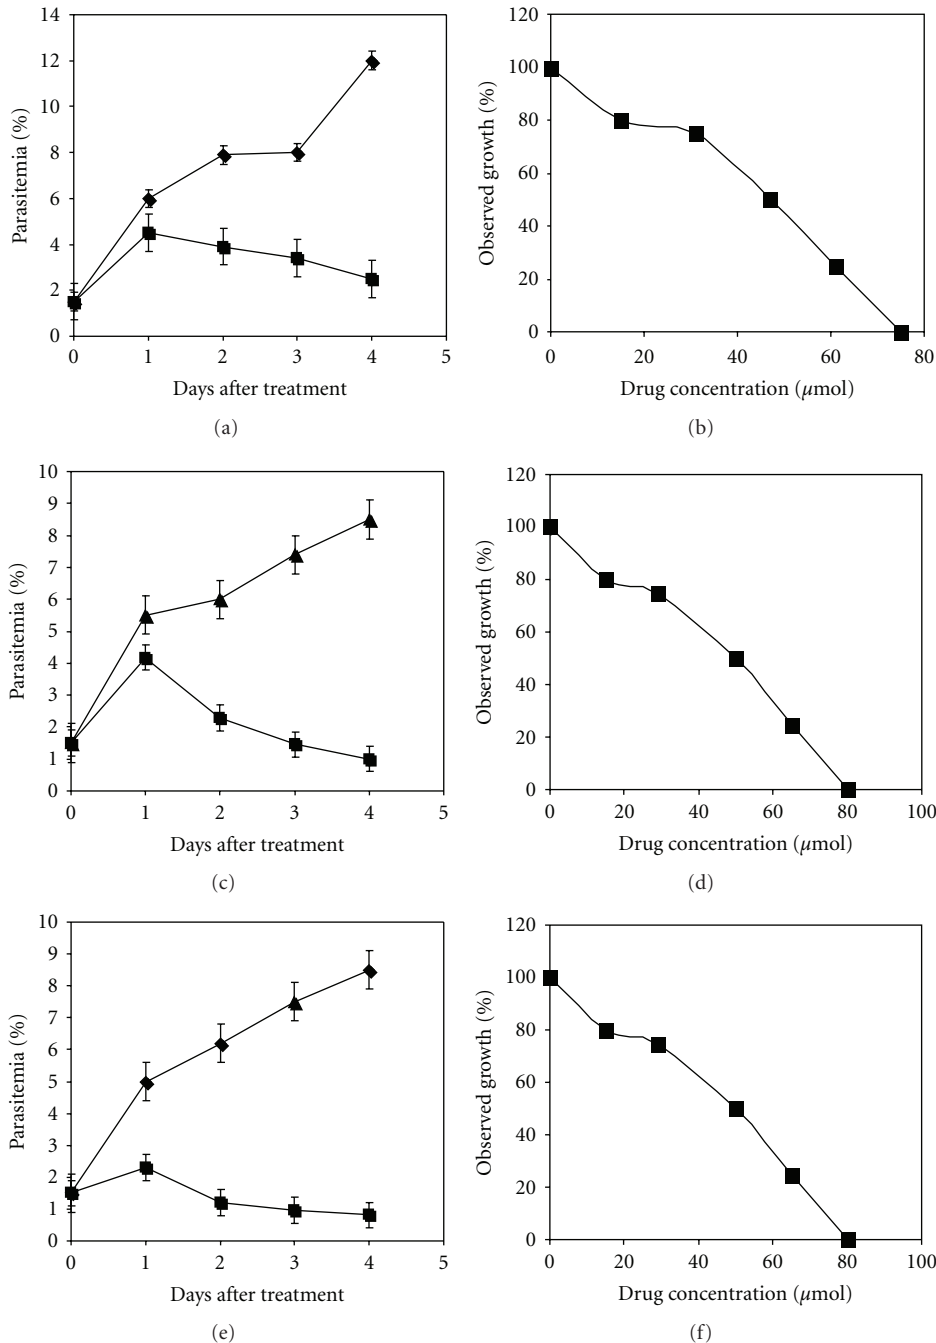 14
12
10
8
6
4
2
0
Parasitemia (%)
0 1 2 3 4 5
Days after treatment
(a)
120
100
80
60
40
20
0
Observed growth (%)
0 20 40 60 80
Drug concentration (μmol)
(b)
10
9
8
7
6
5
4
3
2
1
0
Parasitemia (%)
0 1 2 3 4 5
Days after treatment
(c)
120
100
80
60
40
20
0
Observed growth (%)
0 20 40 60 80 100
Drug concentration (μmol)
(d)
10
9
8
7
6
5
4
3
2
1
0
Parasitemia (%)
0 1 2 3 4 5
Days after treatment
(e)
120
100
80
60
40
20
0
Observed growth (%)
0 20 40 60 80 100
Drug concentration (μmol)
(f)